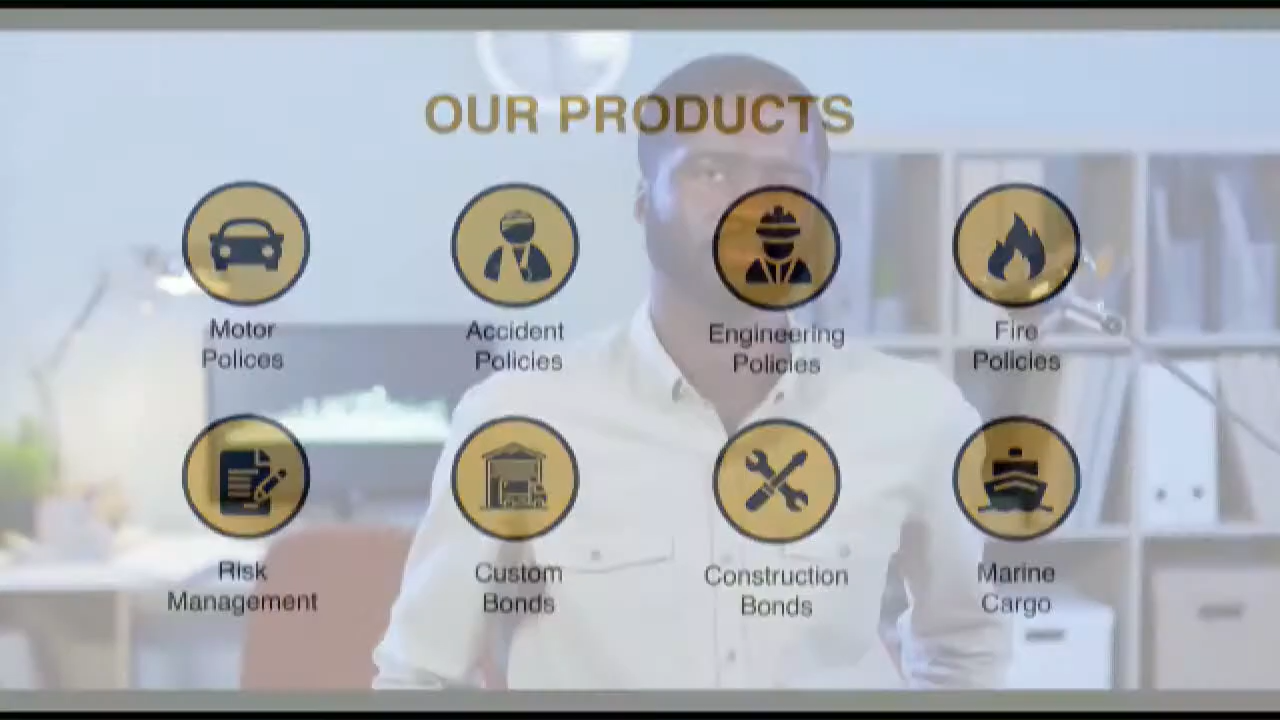 OUR PRODUCTS
Motor
Polices
Accident
Policies
Engineering
Policies
Fire
Policies
Risk
Management
Custom
Bonds
Construction
Bonds
Marine
Cargo